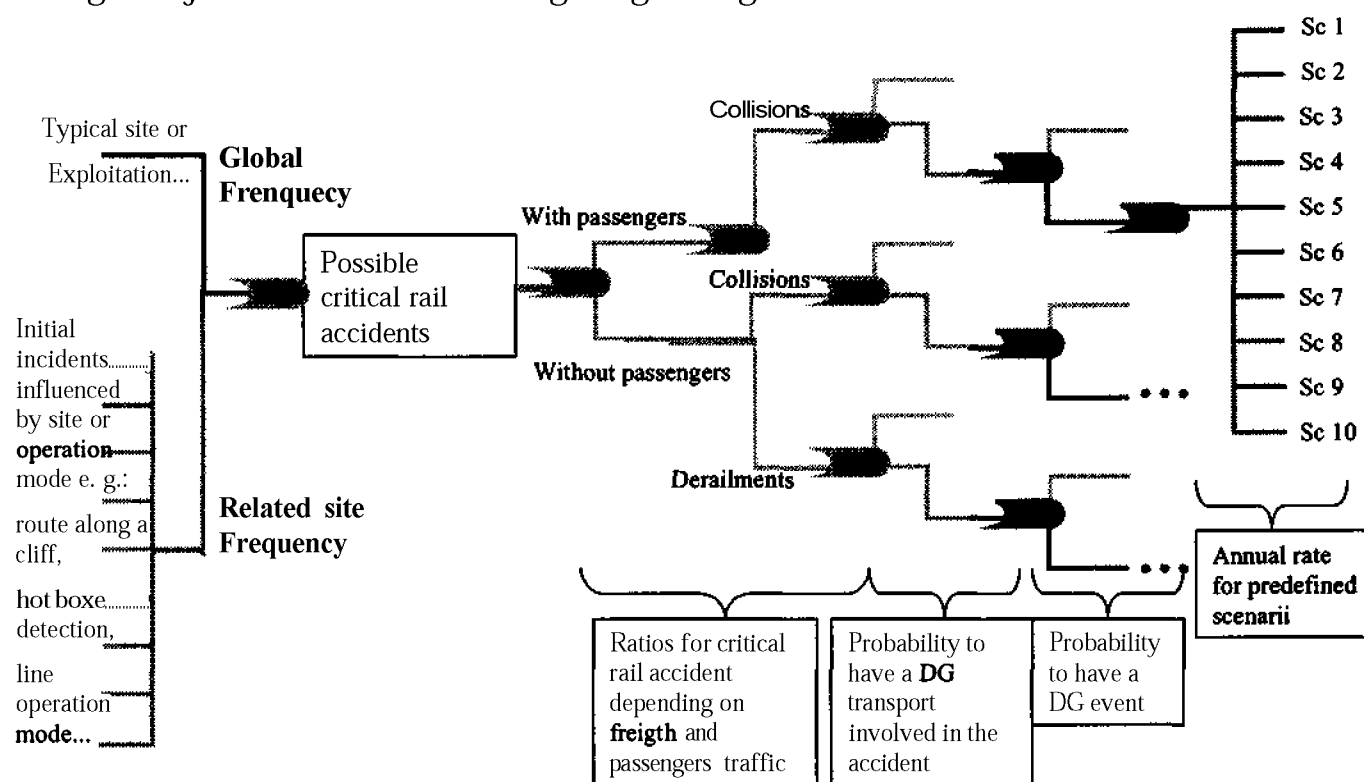 Typical site or
Exploitation...
Global
Frenquecy
Initial
incidents
influenced
by site or
operation
mode e. g.:
route along a
cliff,
hot boxe
detection,
line
operation
mode...
Related site
Frequency
Possible
critical rail
accidents
With passengers
Without passengers
Collisions
Collisions
Derailments
Sc 1
Sc 2
Sc 3
Sc 4
Sc 5
Sc 6
Sc 7
Sc 8
Sc 9
Sc 10
Ratios for critical
rail accident
depending on
freigth and
passengers traffic
Probability to
have a DG
transport
involved in the
accident
Probability
to have a
DG event
Annual rate
for predefined
scenarii